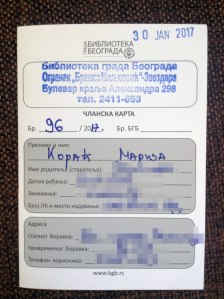 БИБЛИОТЕКА
ГРАДА БЕОГРАДА
30 JAN 2017
Библиотека града Београда
Огранак „Бранко Миљковић“-Звездара
Булевар краља Александра 298
тел. 2411-663
ЧЛАНСКА КАРТА
Бр. 96 / 2017. Бр. БГБ
Презиме и име:
Кораћ Марија
Име родитеља (старатеља)
Датум рођења:
Занимање:
Број ЛК и место издавања:
Адреса
сталног боравка:
привременог боравка:
Телефон корисника:
www.bgb.rs